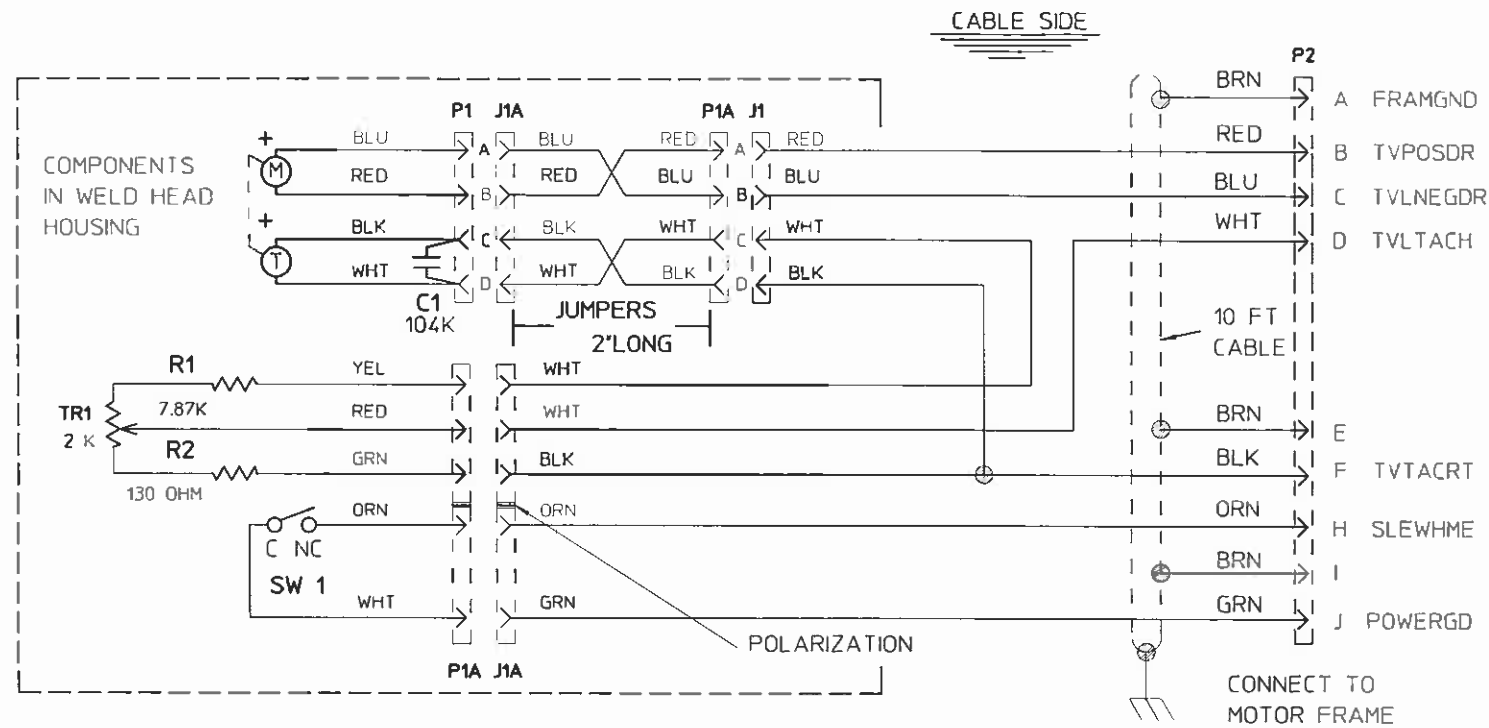 CABLE SIDE
P2
BRN
A FRAMGND
P1 J1A P1A J1
+
BLU A BLU RED A RED
RED
B TVPOSDR
COMPONENTS
IN WELD HEAD
HOUSING
M
RED B RED BLU B BLU
BLU
C TVLNEGDR
+
BLK C BLK WHT C WHT
WHT
D TVLTACH
T
WHT D WHT BLK D BLK
C1
104K
JUMPERS
2"LONG
10 FT
CABLE
R1
YEL WHT
7.87K
TR1
2 K
RED WHT
BRN
E
R2
GRN BLK
BLK
F TVTACRT
130 OHM
ORN ORN
ORN
H SLEWHME
C NC
SW 1
BRN
I
WHT GRN
GRN
J POWERGD
POLARIZATION
P1A J1A
CONNECT TO
MOTOR FRAME